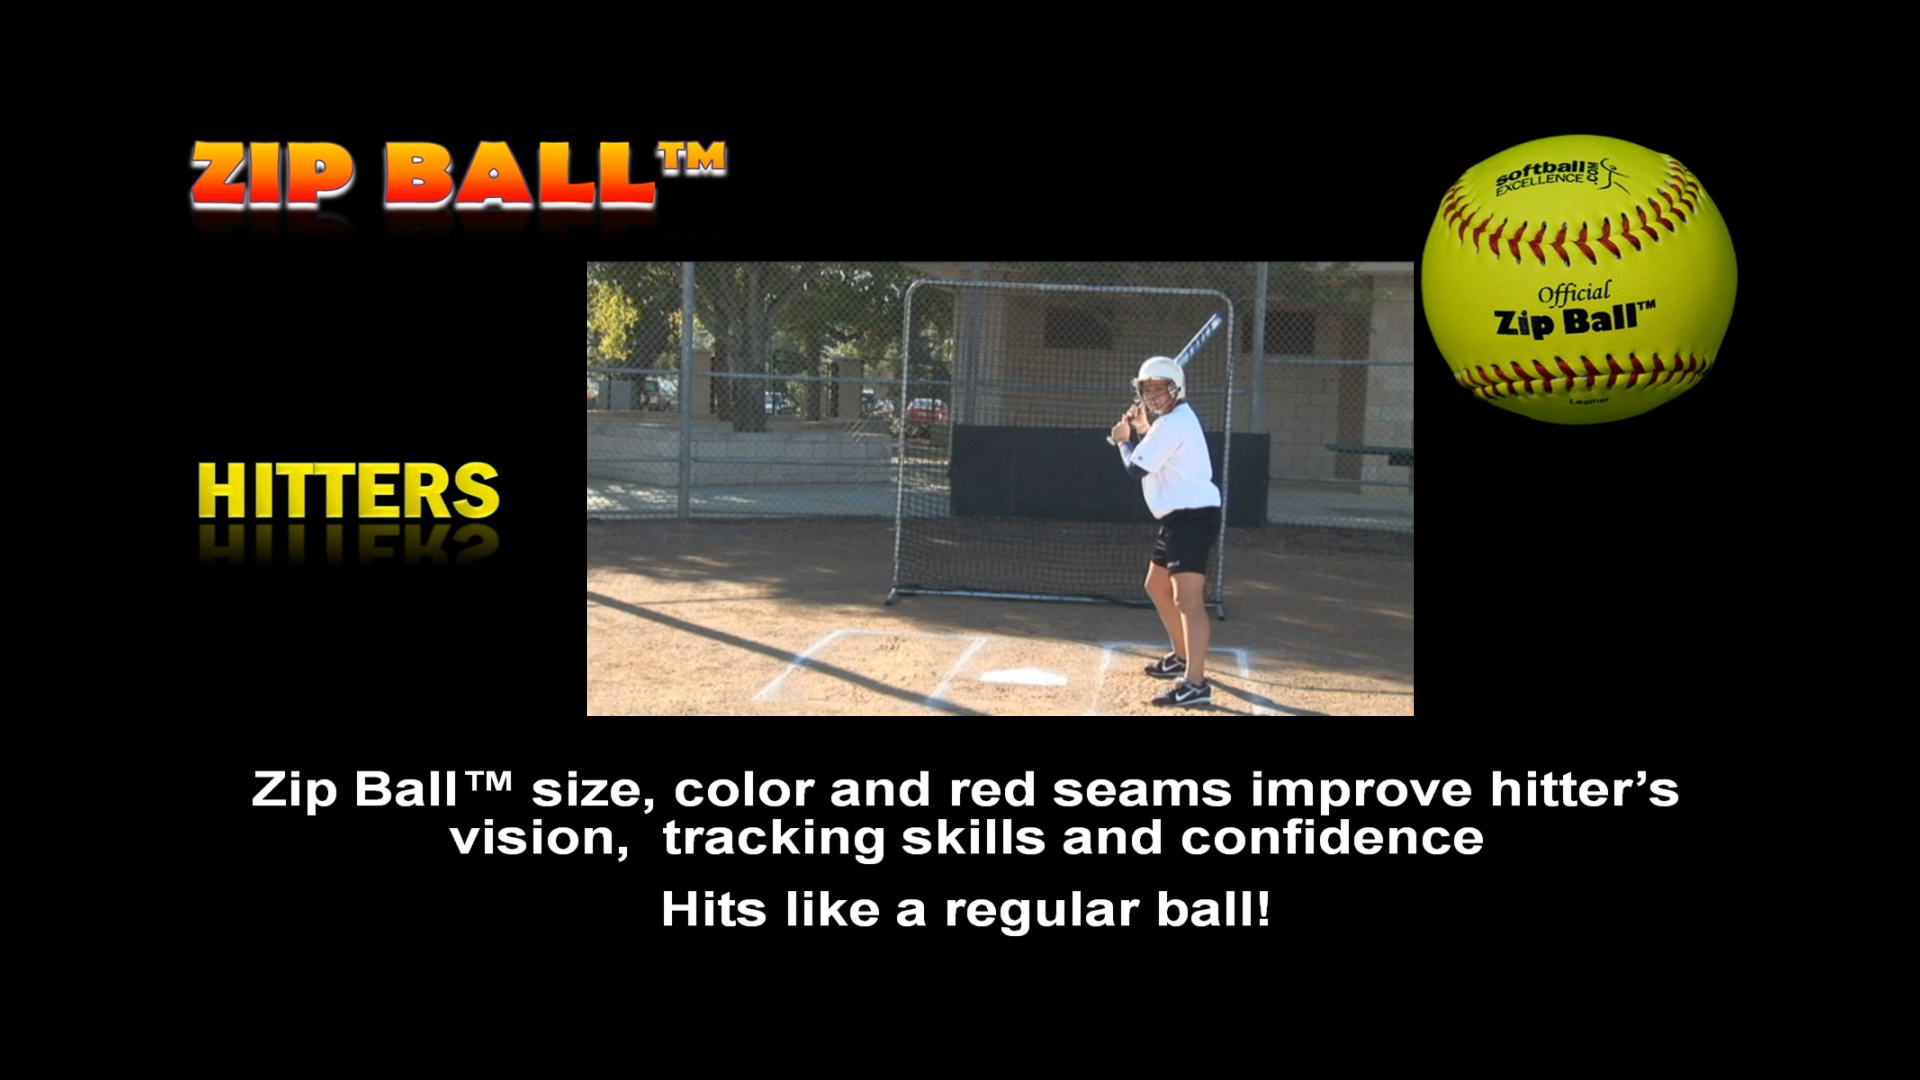 ZIP BALL™
softball
EXCELLENCE
.COM
Official
Zip Ball™
Leather
HITTERS
Zip Ball™ size, color and red seams improve hitter’s
vision, tracking skills and confidence
Hits like a regular ball!